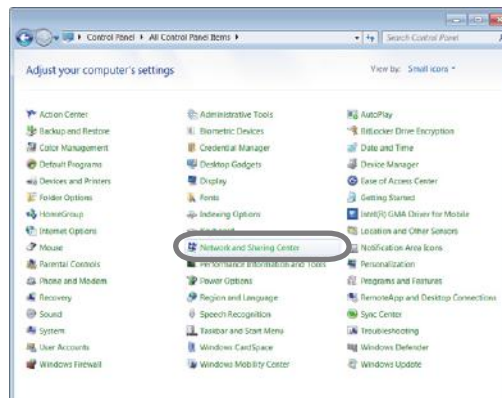 Control Panel ▸ All Control Panel Items ▸
Search Control Panel
Adjust your computer's settings
View by: Small icons
Action Center
Administrative Tools
AutoPlay
Backup and Restore
Biometric Devices
BitLocker Drive Encryption
Color Management
Credential Manager
Date and Time
Default Programs
Desktop Gadgets
Device Manager
Devices and Printers
Display
Ease of Access Center
Folder Options
Fonts
Getting Started
HomeGroup
Indexing Options
Intel(R) GMA Driver for Mobile
Internet Options
Keyboard
Location and Other Sensors
Mouse
Network and Sharing Center
Notification Area Icons
Parental Controls
Performance Information and Tools
Personalization
Phone and Modem
Power Options
Programs and Features
Recovery
Region and Language
RemoteApp and Desktop Connections
Sound
Speech Recognition
Sync Center
System
Taskbar and Start Menu
Troubleshooting
User Accounts
Windows CardSpace
Windows Defender
Windows Firewall
Windows Mobility Center
Windows Update